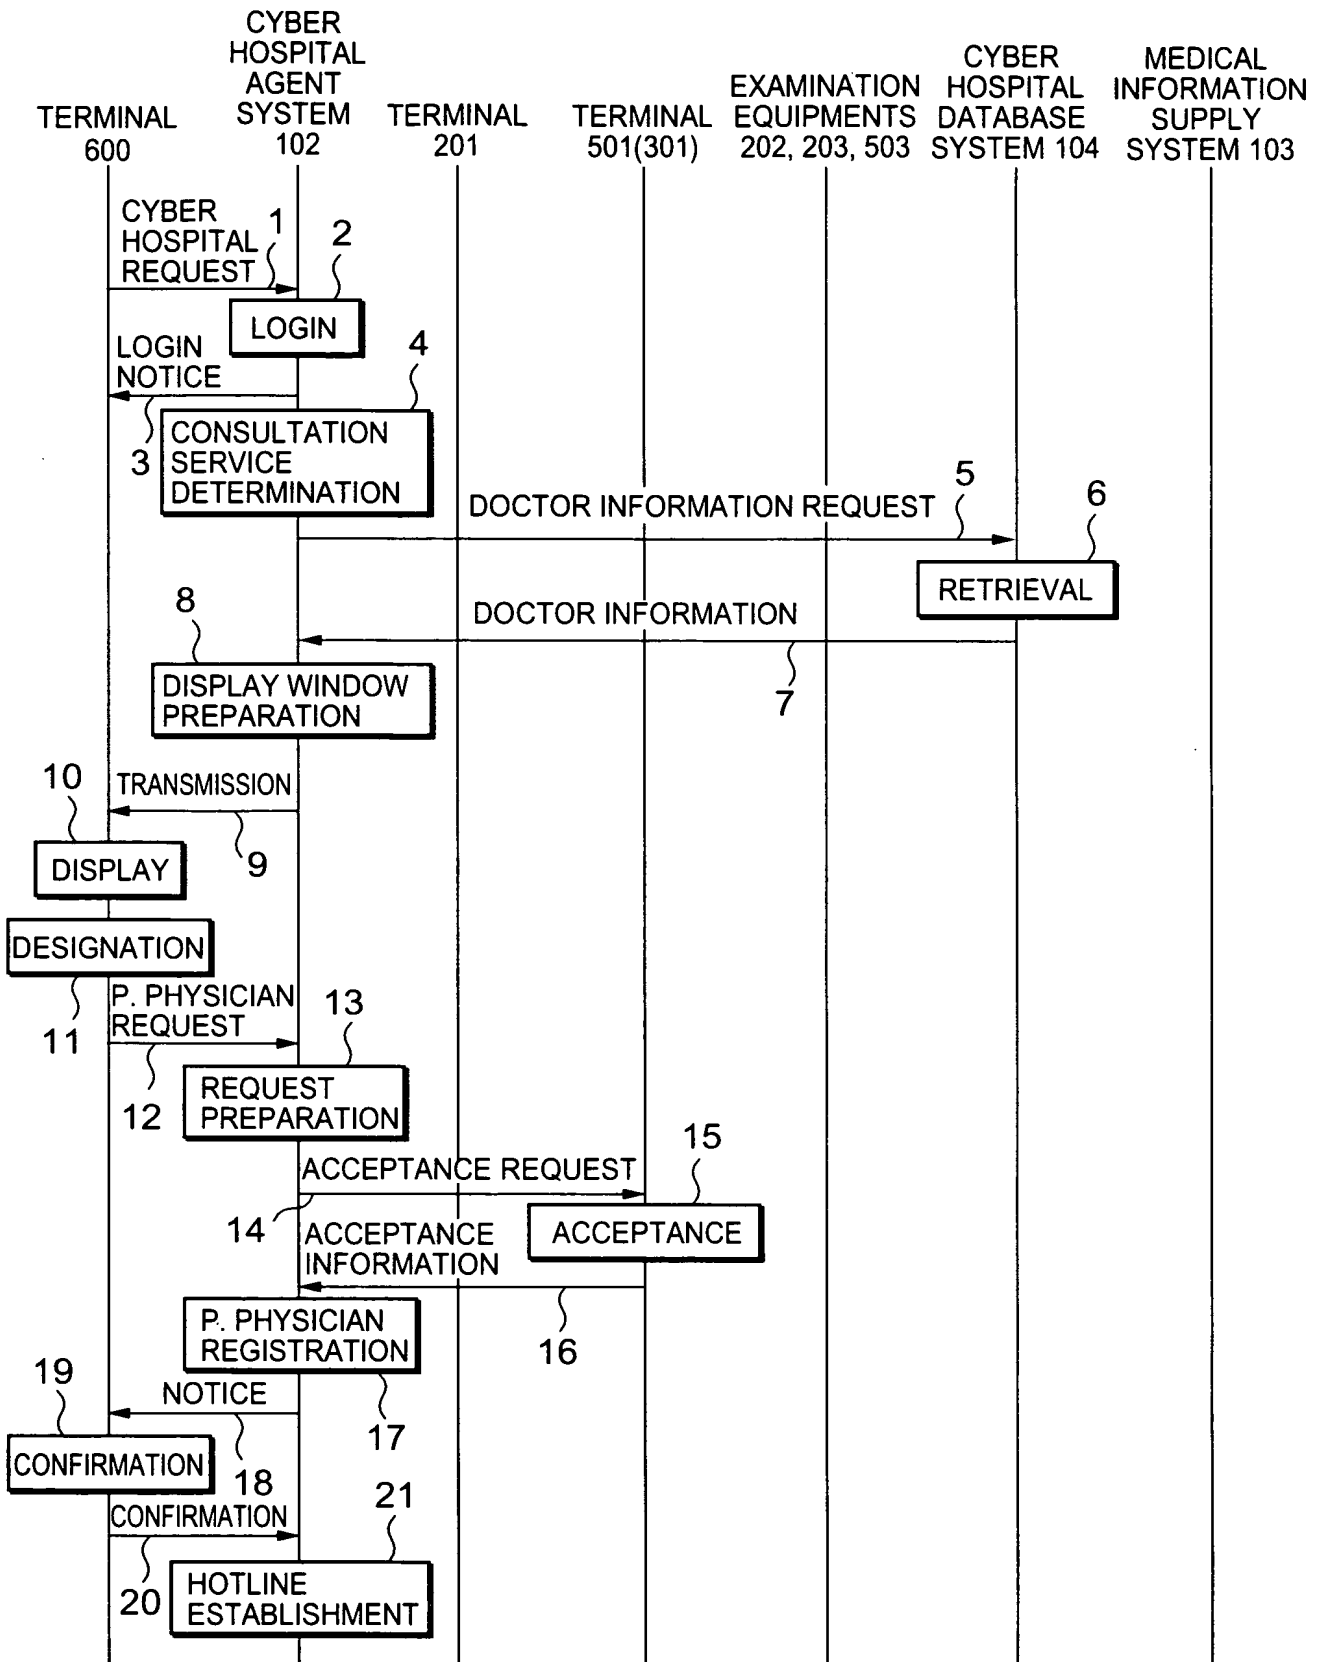 TERMINAL
600
CYBER
HOSPITAL
AGENT
SYSTEM
102
TERMINAL
201
TERMINAL
501(301)
EXAMINATION
EQUIPMENTS
202, 203, 503
CYBER
HOSPITAL
DATABASE
SYSTEM 104
MEDICAL
INFORMATION
SUPPLY
SYSTEM 103
CYBER
HOSPITAL
REQUEST
1
2
LOGIN
LOGIN
NOTICE
3
4
CONSULTATION
SERVICE
DETERMINATION
DOCTOR INFORMATION REQUEST
5
6
RETRIEVAL
DOCTOR INFORMATION
7
8
DISPLAY WINDOW
PREPARATION
TRANSMISSION
9
10
DISPLAY
DESIGNATION
11
P. PHYSICIAN
REQUEST
12
13
REQUEST
PREPARATION
ACCEPTANCE REQUEST
14
15
ACCEPTANCE
ACCEPTANCE
INFORMATION
16
P. PHYSICIAN
REGISTRATION
17
NOTICE
18
19
CONFIRMATION
CONFIRMATION
20
21
HOTLINE
ESTABLISHMENT